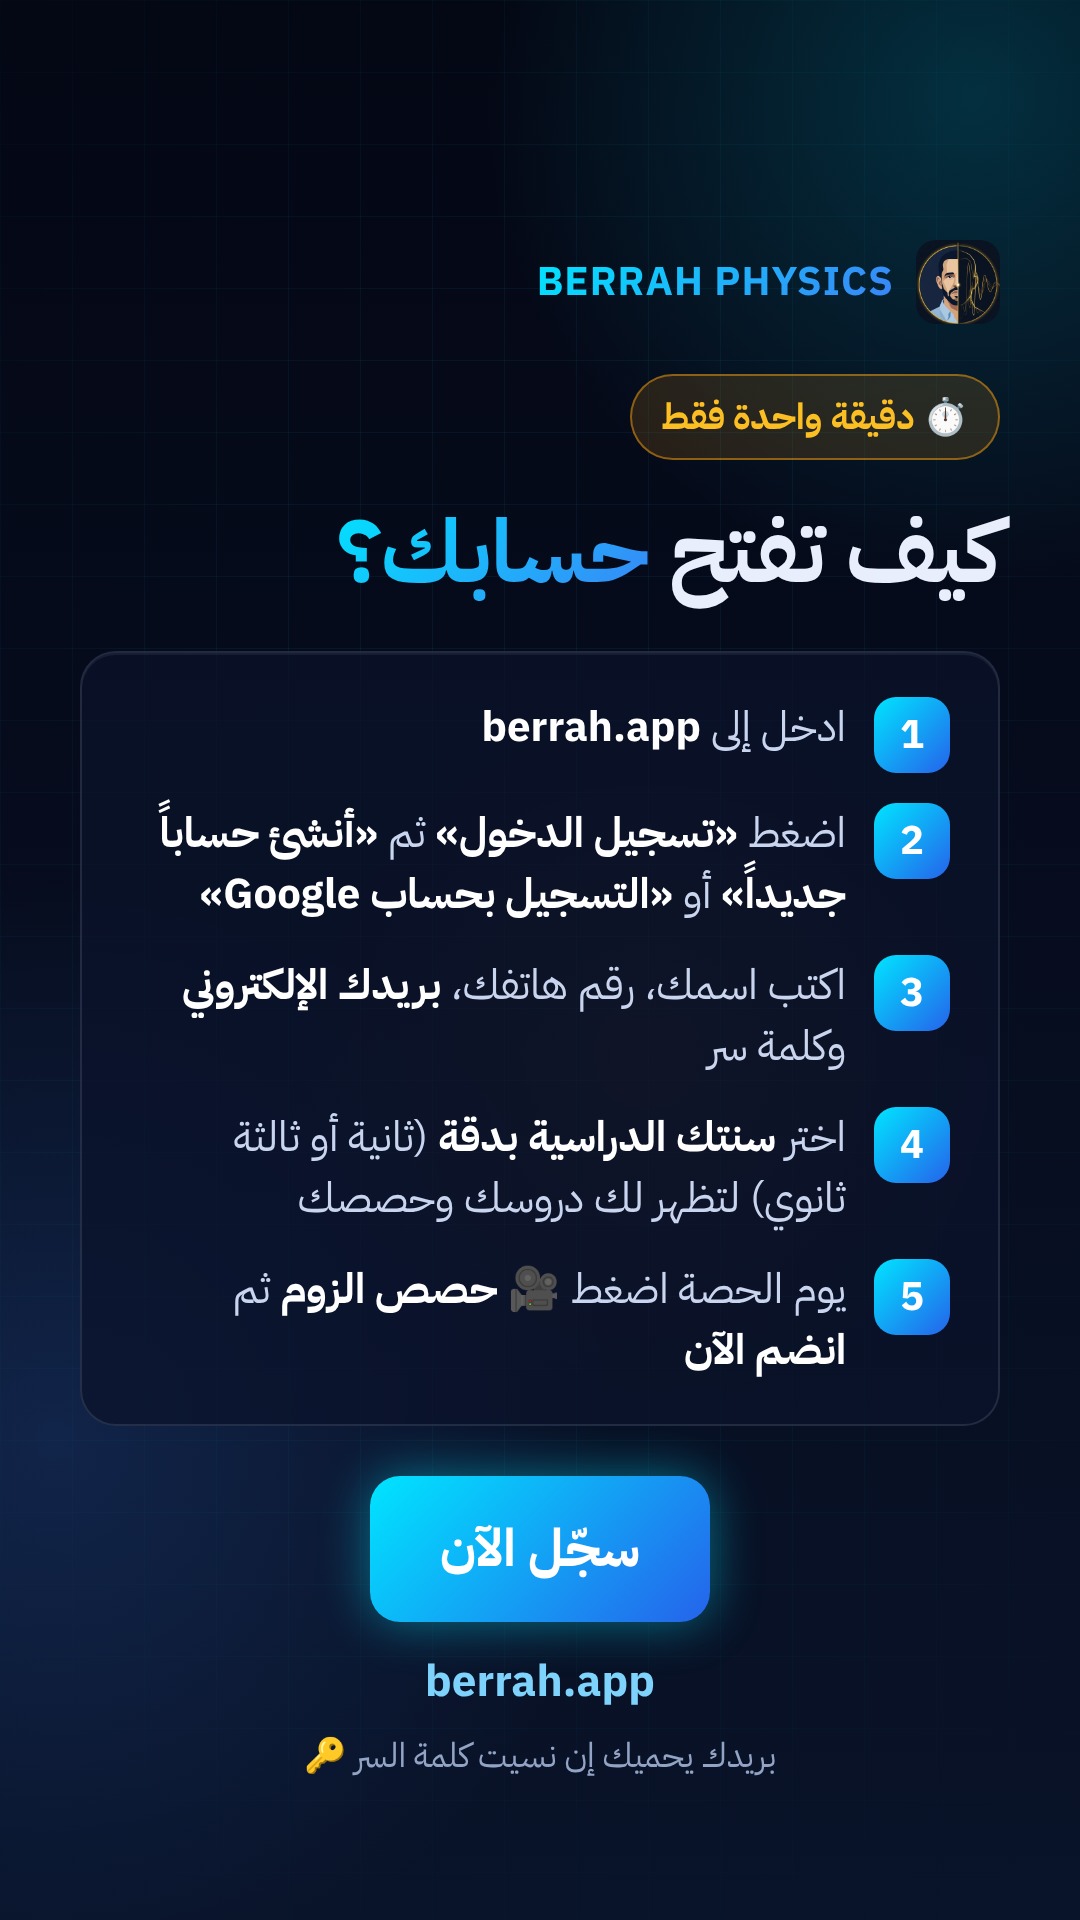 BERRAH PHYSICS
دقيقة واحدة فقط
كيف تفتح حسابك؟
1
ادخل إلى berrah.app
2
اضغط «تسجيل الدخول» ثم «أنشئ حساباً
جديداً» أو «التسجيل بحساب Google»
3
اكتب اسمك، رقم هاتفك، بريدك الإلكتروني
وكلمة سر
4
اختر سنتك الدراسية بدقة (ثانية أو ثالثة
ثانوي) لتظهر لك دروسك وحصصك
5
يوم الحصة اضغط 🎥 حصص الزوم ثم
انضم الآن
سجّل الآن
berrah.app
بريدك يحميك إن نسيت كلمة السر 🔑